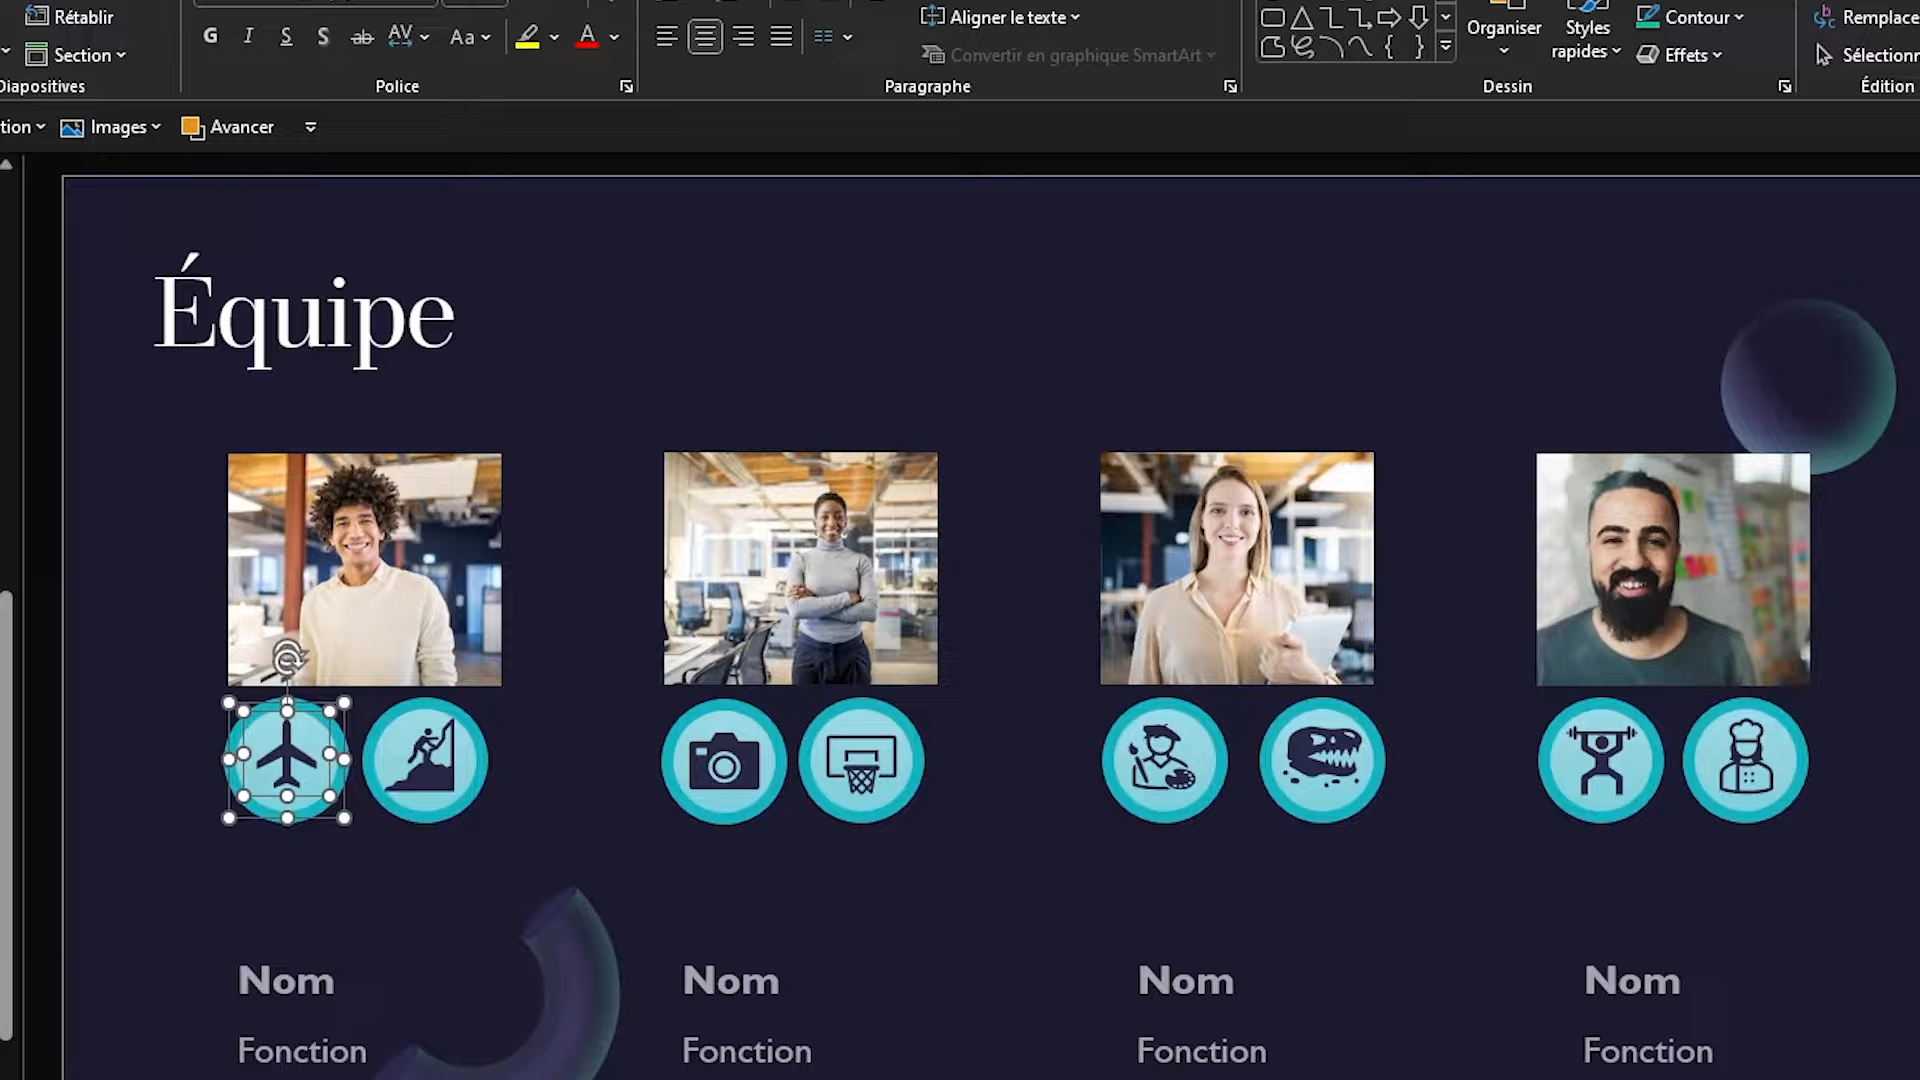 Rétablir
Section
Diapositives
G I S S ab AV Aa A
Police
Aligner le texte
Convertir en graphique SmartArt
Paragraphe
Organiser
Styles rapides
Contour
Effets
Dessin
Remplace
Sélectionn
Édition
tion
Images
Avancer
Équipe
Nom
Nom
Nom
Nom
Fonction
Fonction
Fonction
Fonction